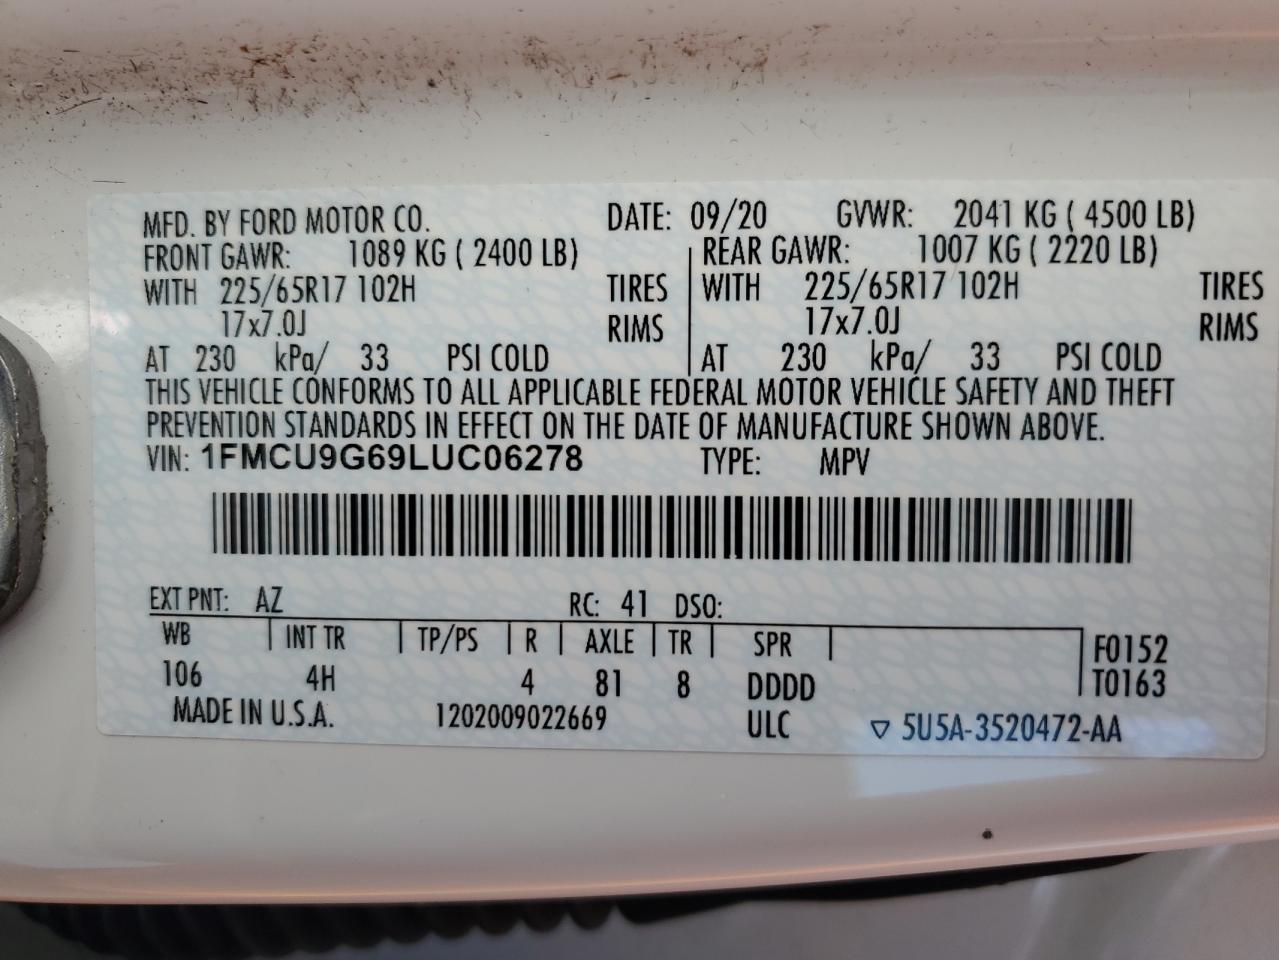 MFD. BY FORD MOTOR CO. DATE: 09/20 GVWR: 2041 KG ( 4500 LB)
FRONT GAWR: 1089 KG ( 2400 LB) REAR GAWR: 1007 KG ( 2220 LB)
WITH 225/65R17 102H TIRES WITH 225/65R17 102H TIRES
17x7.0J RIMS 17x7.0J RIMS
AT 230 kPa/ 33 PSI COLD AT 230 kPa/ 33 PSI COLD
THIS VEHICLE CONFORMS TO ALL APPLICABLE FEDERAL MOTOR VEHICLE SAFETY AND THEFT
PREVENTION STANDARDS IN EFFECT ON THE DATE OF MANUFACTURE SHOWN ABOVE.
VIN: 1FMCU9G69LUC06278 TYPE: MPV
EXT PNT: AZ RC: 41 DSO:
WB INT TR TP/PS R AXLE TR SPR F0152
106 4H 4 81 8 DDDD T0163
MADE IN U.S.A. 1202009022669 ULC ▽ 5U5A-3520472-AA